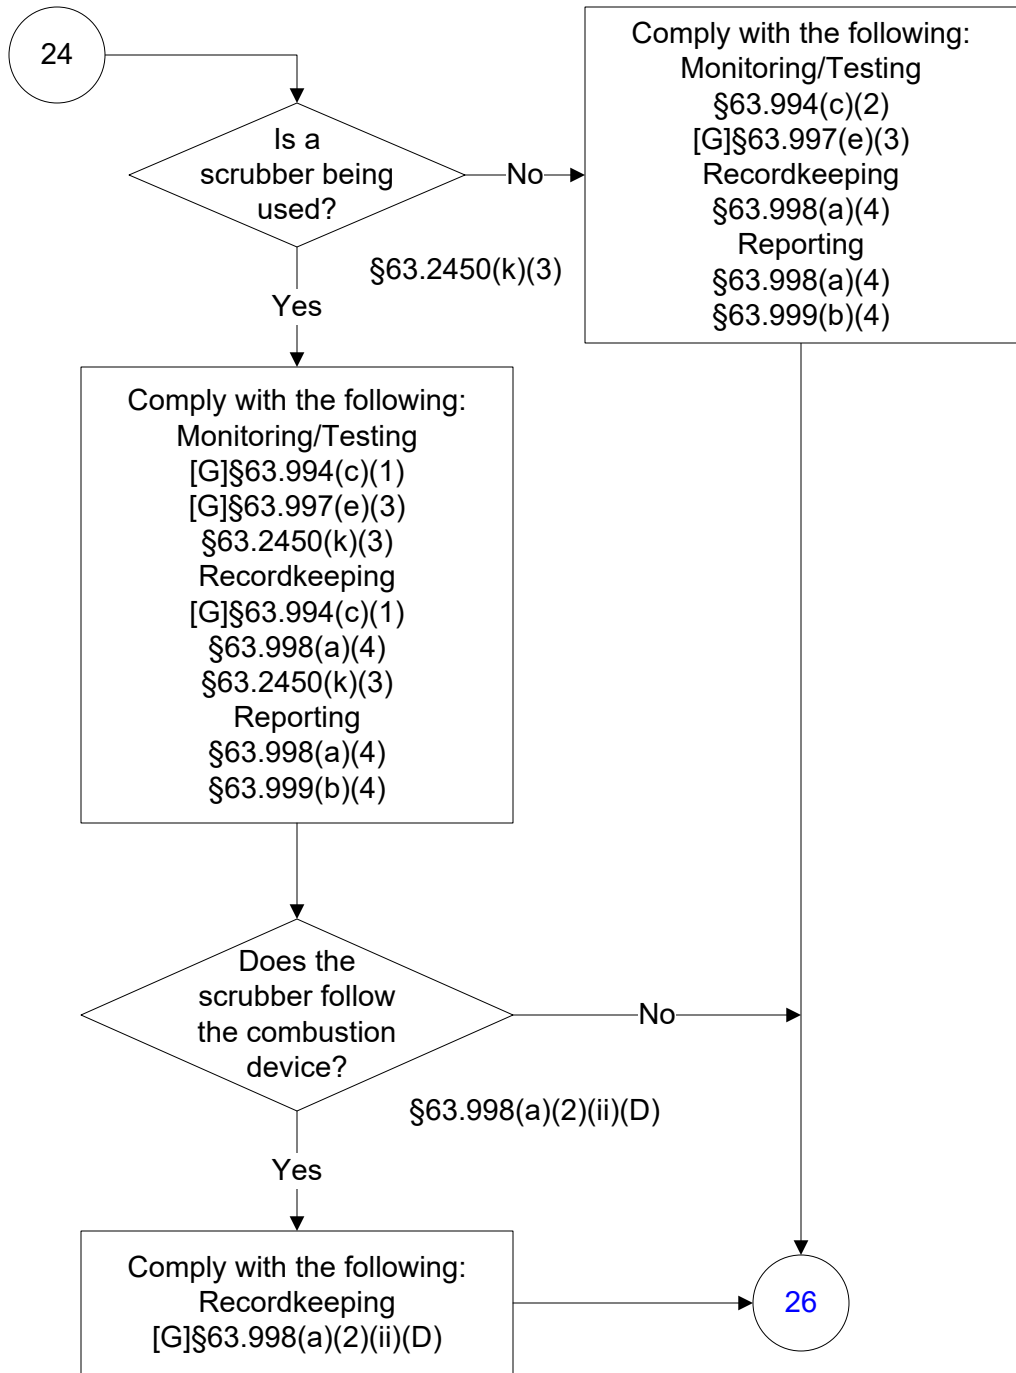 24
Is a
scrubber being
used?
No
§63.2450(k)(3)
Yes
Comply with the following:
Monitoring/Testing
§63.994(c)(2)
[G]§63.997(e)(3)
Recordkeeping
§63.998(a)(4)
Reporting
§63.998(a)(4)
§63.999(b)(4)
Comply with the following:
Monitoring/Testing
[G]§63.994(c)(1)
[G]§63.997(e)(3)
§63.2450(k)(3)
Recordkeeping
[G]§63.994(c)(1)
§63.998(a)(4)
§63.2450(k)(3)
Reporting
§63.998(a)(4)
§63.999(b)(4)
Does the
scrubber follow
the combustion
device?
No
§63.998(a)(2)(ii)(D)
Yes
Comply with the following:
Recordkeeping
[G]§63.998(a)(2)(ii)(D)
26